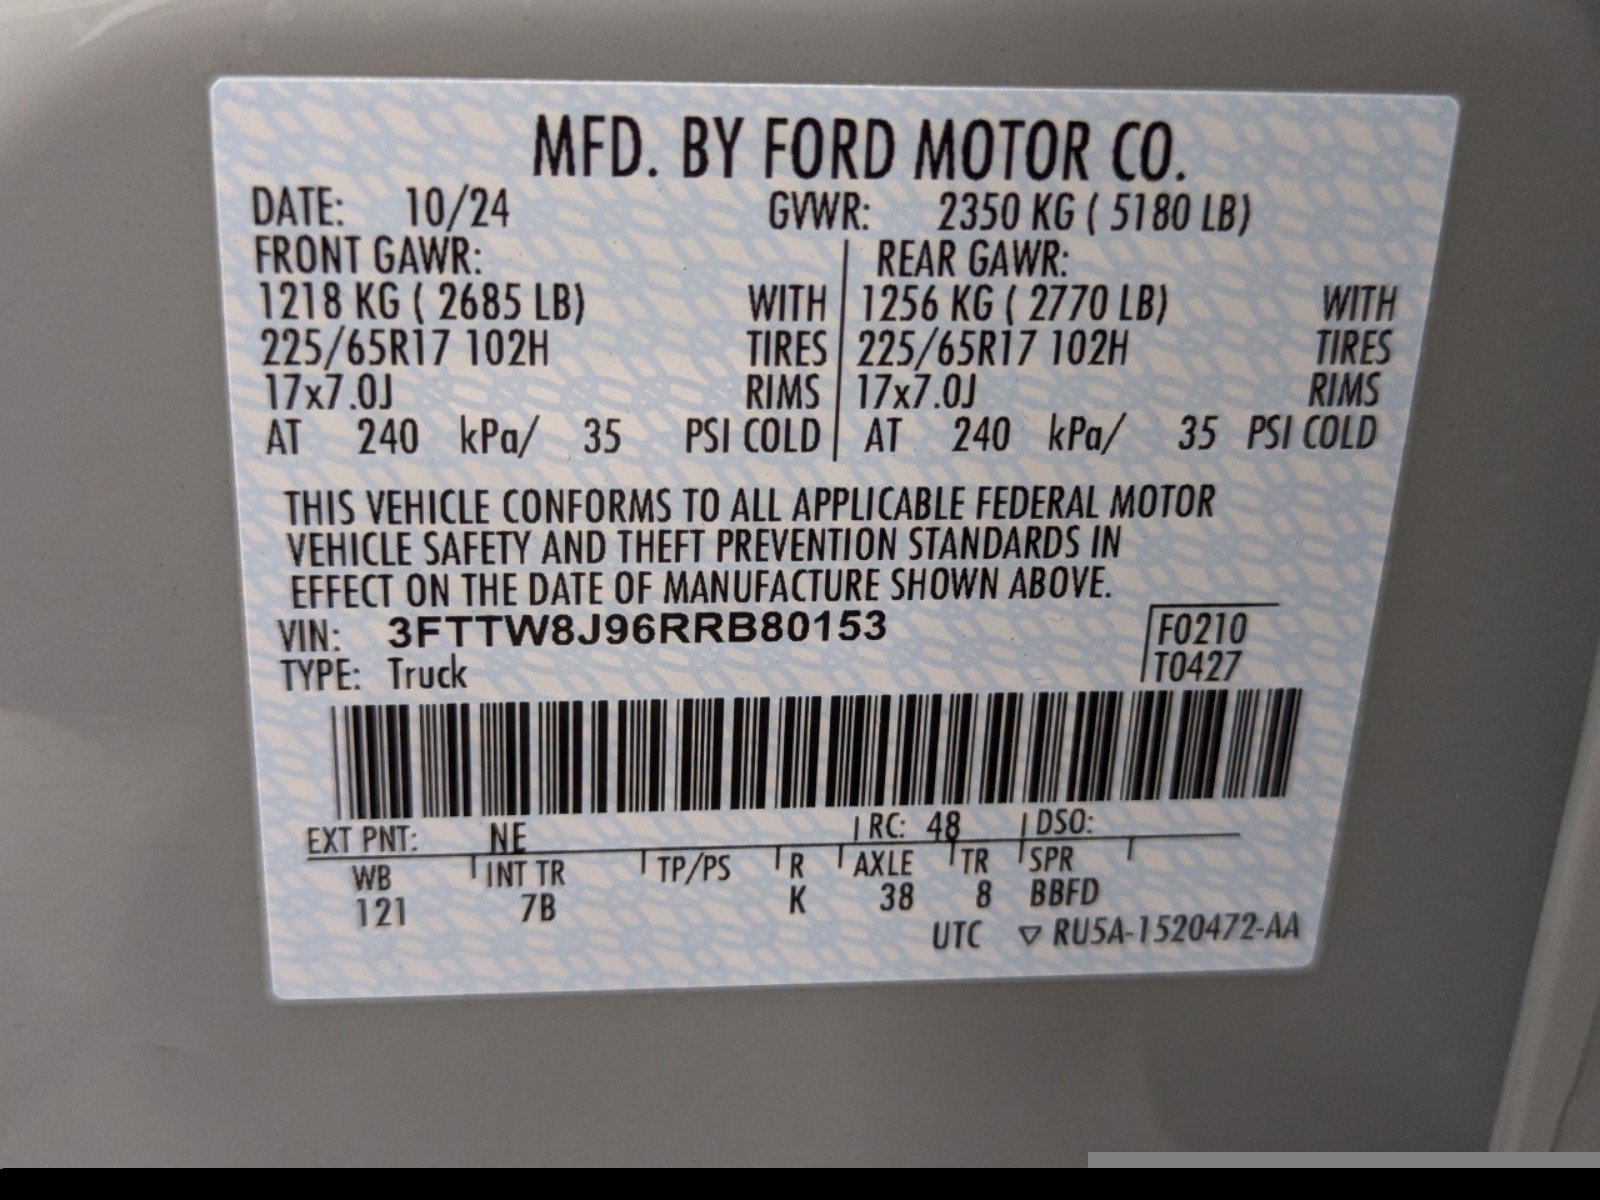 MFD. BY FORD MOTOR CO.
DATE: 10/24 GVWR: 2350 KG ( 5180 LB)
FRONT GAWR: REAR GAWR:
1218 KG ( 2685 LB) WITH 1256 KG ( 2770 LB) WITH
225/65R17 102H TIRES 225/65R17 102H TIRES
17x7.0J RIMS 17x7.0J RIMS
AT 240 kPa/ 35 PSI COLD AT 240 kPa/ 35 PSI COLD
THIS VEHICLE CONFORMS TO ALL APPLICABLE FEDERAL MOTOR
VEHICLE SAFETY AND THEFT PREVENTION STANDARDS IN
EFFECT ON THE DATE OF MANUFACTURE SHOWN ABOVE.
VIN: 3FTTW8J96RRB80153 F0210
TYPE: Truck T0427
EXT PNT: NE RC: 48 DSO:
WB INT TR TP/PS R AXLE TR SPR
121 7B K 38 8 BBFD
UTC ▽ RU5A-1520472-AA